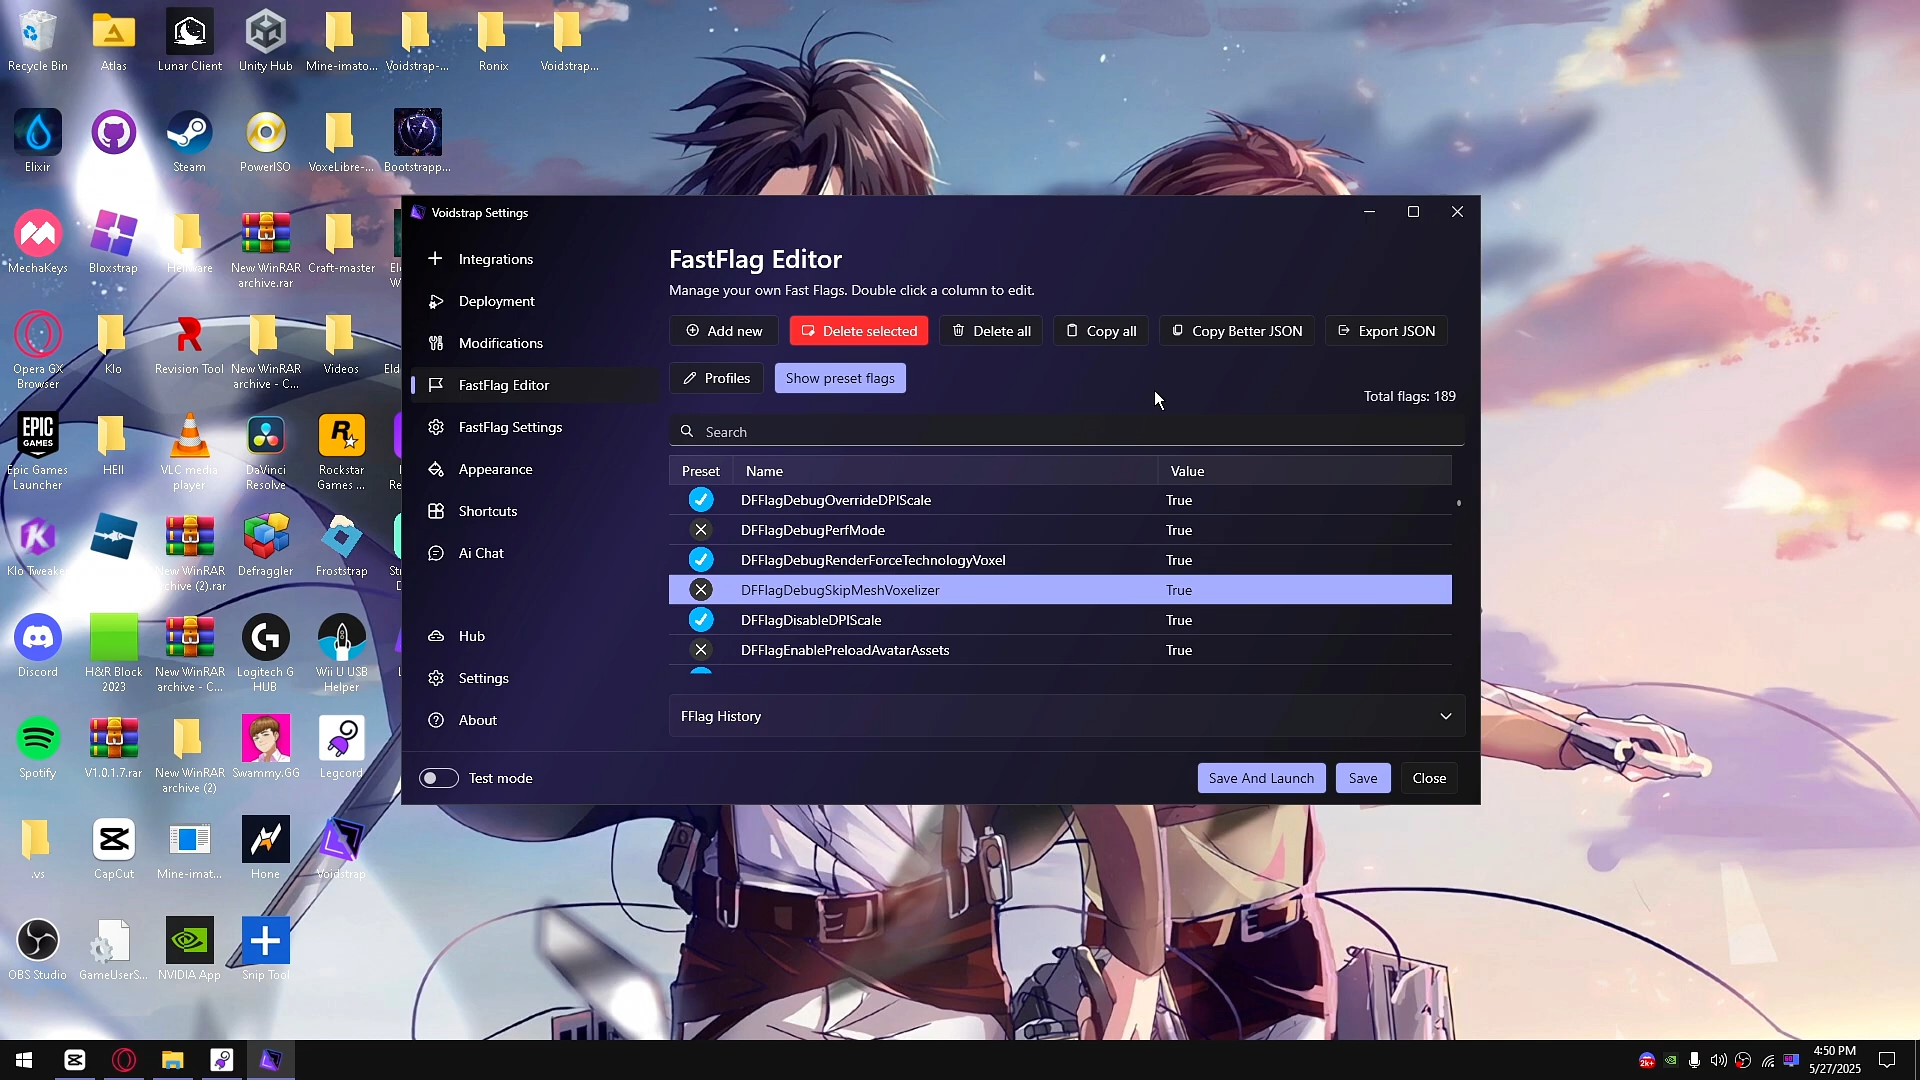 Recycle Bin
Atlas
Lunar Client
Unity Hub
Mine-imato...
Voidstrap-...
Ronix
Voidstrap...
Elixir
Steam
PowerISO
VoxeLibre-...
Bootstrapp...
MechaKeys
Bloxstrap
New WinRAR
archive.rar
Craft-master
Opera GX
Browser
Klo
Revision Tool
New WinRAR
archive - C...
Videos
EPIC
GAMES
Epic Games
Launcher
HEll
VLC media
player
DaVinci
Resolve
Rockstar
Games ...
Klo Tweake
New WinRAR
archive (2).rar
Defraggler
Froststrap
Discord
H&R Block
2023
New WinRAR
archive - C...
Logitech G
HUB
Wii U USB
Helper
Spotify
V1.0.1.7.rar
New WinRAR
archive (2)
Swammy.GG
Legcord
.vs
CapCut
Mine-imat...
Hone
Voidstrap
OBS Studio
GameUserS...
NVIDIA App
Snip Tool
Voidstrap Settings
Integrations
Deployment
Modifications
FastFlag Editor
FastFlag Settings
Appearance
Shortcuts
Ai Chat
Hub
Settings
About
Test mode
FastFlag Editor
Manage your own Fast Flags. Double click a column to edit.
Add new
Delete selected
Delete all
Copy all
Copy Better JSON
Export JSON
Profiles
Show preset flags
Total flags: 189
Search
Preset Name Value
DFFlagDebugOverrideDPIScale True
DFFlagDebugPerfMode True
DFFlagDebugRenderForceTechnologyVoxel True
DFFlagDebugSkipMeshVoxelizer True
DFFlagDisableDPIScale True
DFFlagEnablePreloadAvatarAssets True
FFlag History
Save And Launch
Save
Close
2k+
4:50 PM
5/27/2025